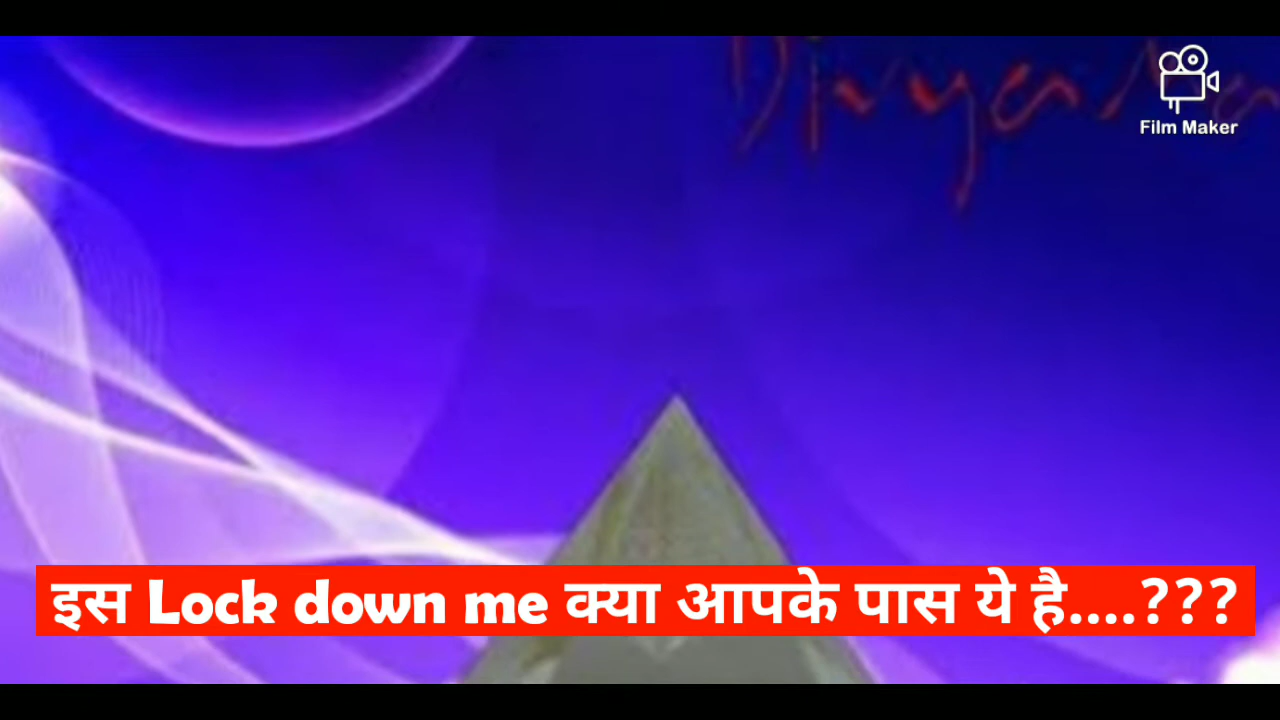 Film Maker
इस Lock down me क्या आपके पास ये है....???